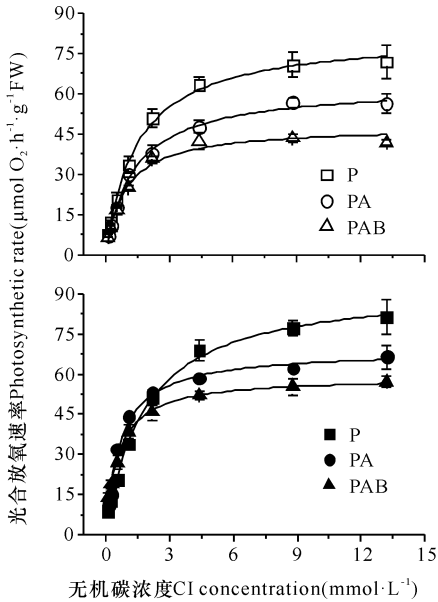 90
75
60
45
30
15
0
P
PA
PAB
90
75
60
45
30
15
0
P
PA
PAB
0 3 6 9 12 15
光合放氧速率Photosynthetic rate(μmol O₂·h⁻¹·g⁻¹FW)
无机碳浓度CI concentration(mmol·L⁻¹)